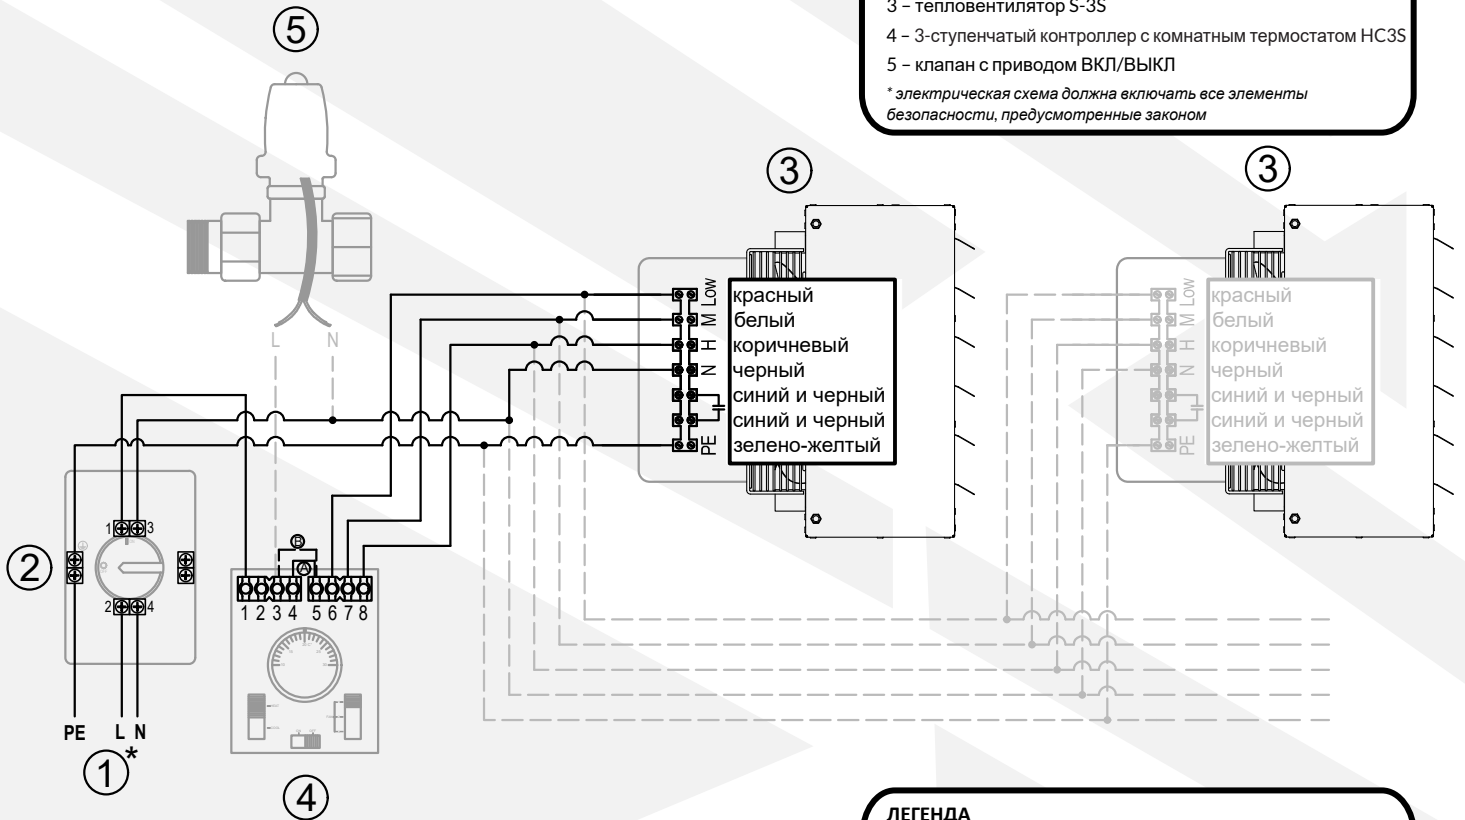 3 – тепловентилятор S-3S
4 – 3-ступенчатый контроллер с комнатным термостатом HC3S
5 – клапан с приводом ВКЛ/ВЫКЛ
* электрическая схема должна включать все элементы
безопасности, предусмотренные законом
5
3
3
L N
Low красный
M белый
H коричневый
N черный
синий и черный
синий и черный
PE зелено-желтый
Low красный
M белый
H коричневый
N черный
синий и черный
синий и черный
PE зелено-желтый
1 3
2
2 4
B
A
1 2 3 4 5 6 7 8
PE L N
1*
4
ЛЕГЕНДА